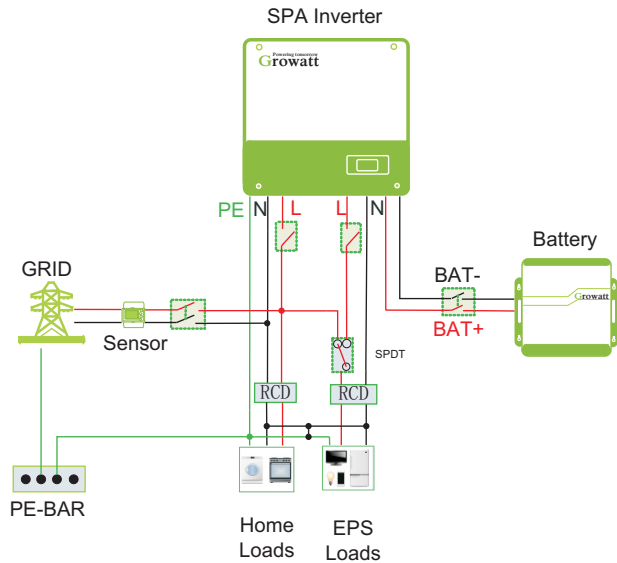 SPA Inverter
Powering tomorrow
Growatt
PE N L L N
Battery
GRID
BAT-
Growatt
BAT+
Sensor
SPDT
RCD RCD
PE-BAR
Home
Loads
EPS
Loads